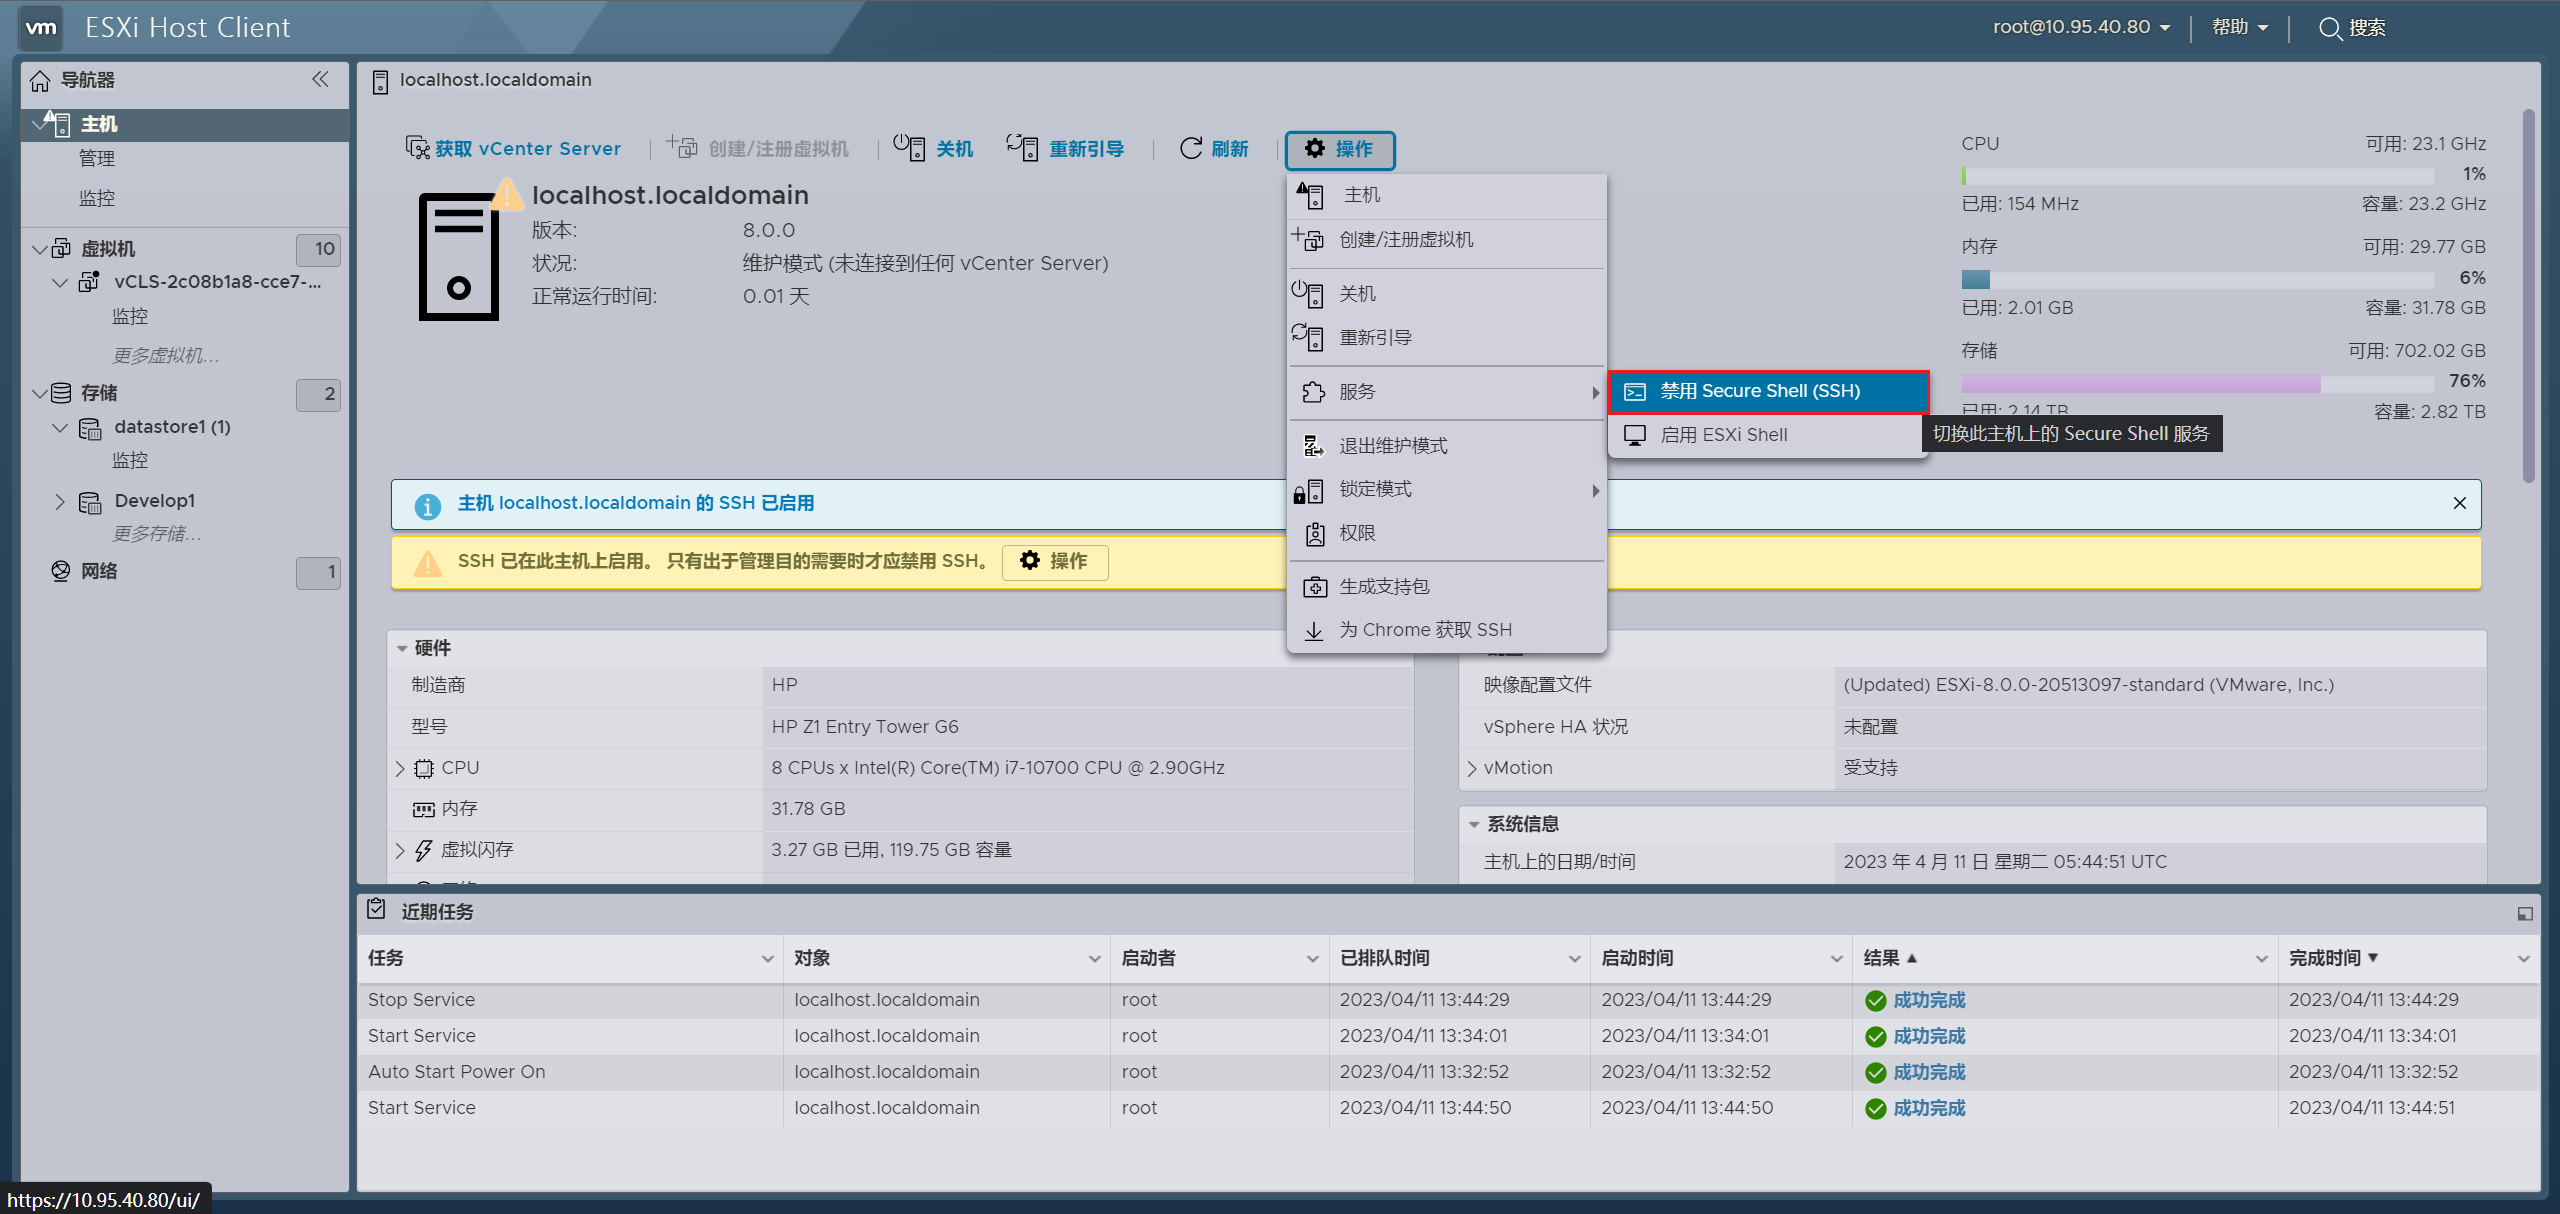 vm ESXi Host Client
root@10.95.40.80 帮助 搜索
导航器
主机
管理
监控
虚拟机 10
vCLS-2c08b1a8-cce7-...
监控
更多虚拟机...
存储 2
datastore1 (1)
监控
Develop1
更多存储...
网络 1
localhost.localdomain
获取 vCenter Server 创建/注册虚拟机 关机 重新引导 刷新 操作
localhost.localdomain
版本: 8.0.0
状况: 维护模式 (未连接到任何 vCenter Server)
正常运行时间: 0.01 天
主机
创建/注册虚拟机
关机
重新引导
服务
退出维护模式
锁定模式
权限
生成支持包
为 Chrome 获取 SSH
禁用 Secure Shell (SSH)
启用 ESXi Shell
切换此主机上的 Secure Shell 服务
CPU 可用: 23.1 GHz
1%
已用: 154 MHz 容量: 23.2 GHz
内存 可用: 29.77 GB
6%
已用: 2.01 GB 容量: 31.78 GB
存储 可用: 702.02 GB
76%
已用: 2.14 TB 容量: 2.82 TB
主机 localhost.localdomain 的 SSH 已启用
SSH 已在此主机上启用。 只有出于管理目的需要时才应禁用 SSH。 操作
硬件
制造商 HP
型号 HP Z1 Entry Tower G6
CPU 8 CPUs x Intel(R) Core(TM) i7-10700 CPU @ 2.90GHz
内存 31.78 GB
虚拟闪存 3.27 GB 已用, 119.75 GB 容量
映像配置文件 (Updated) ESXi-8.0.0-20513097-standard (VMware, Inc.)
vSphere HA 状况 未配置
vMotion 受支持
系统信息
主机上的日期/时间 2023 年 4 月 11 日 星期二 05:44:51 UTC
近期任务
任务 对象 启动者 已排队时间 启动时间 结果 完成时间
Stop Service localhost.localdomain root 2023/04/11 13:44:29 2023/04/11 13:44:29 成功完成 2023/04/11 13:44:29
Start Service localhost.localdomain root 2023/04/11 13:34:01 2023/04/11 13:34:01 成功完成 2023/04/11 13:34:01
Auto Start Power On localhost.localdomain root 2023/04/11 13:32:52 2023/04/11 13:32:52 成功完成 2023/04/11 13:32:52
Start Service localhost.localdomain root 2023/04/11 13:44:50 2023/04/11 13:44:50 成功完成 2023/04/11 13:44:51
https://10.95.40.80/ui/